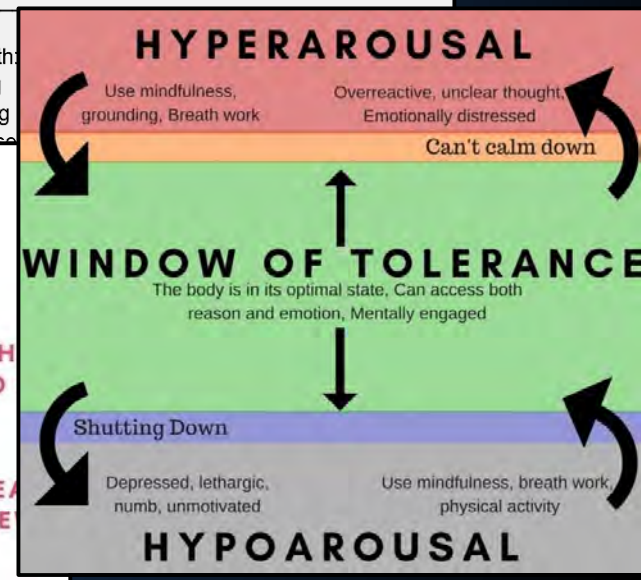 HYPERAROUSAL
Use mindfulness,
grounding, Breath work
Overreactive, unclear thought,
Emotionally distressed
Can't calm down
WINDOW OF TOLERANCE
The body is in its optimal state, Can access both
reason and emotion, Mentally engaged
Shutting Down
Depressed, lethargic,
numb, unmotivated
Use mindfulness, breath work,
physical activity
HYPOAROUSAL